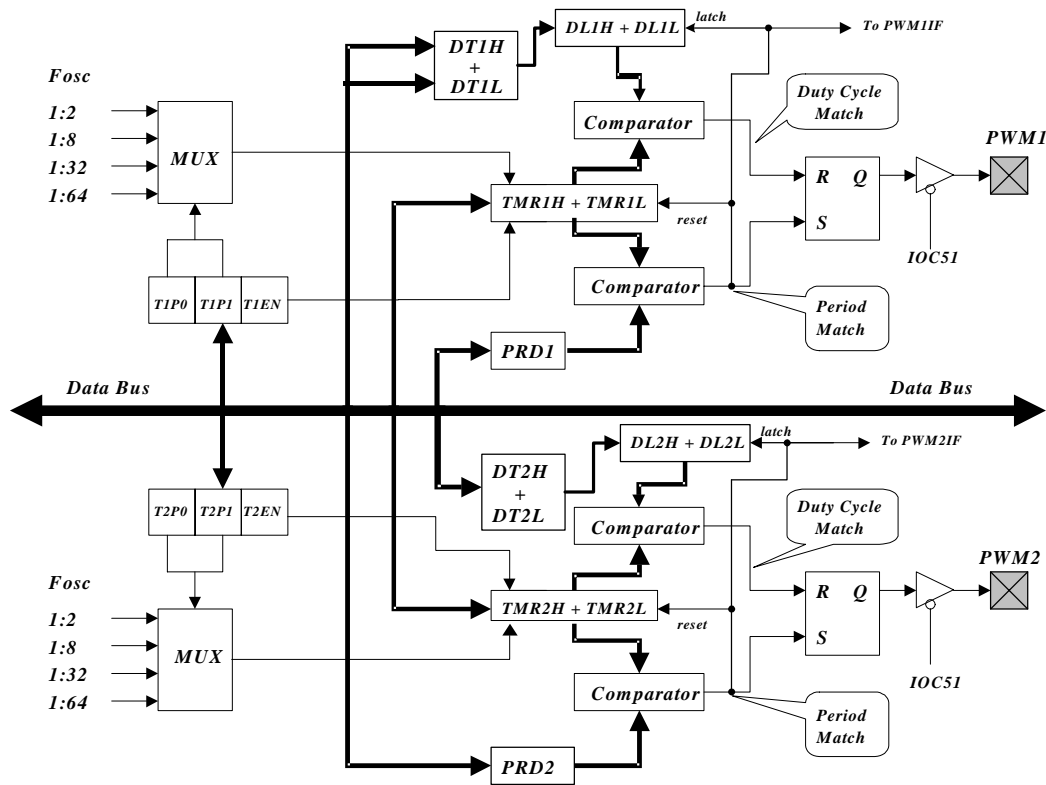 latch
To PWM1IF
DL1H + DL1L
DT1H
+
DT1L
Fosc
1:2
1:8
1:32
1:64
MUX
Comparator
Duty Cycle
Match
PWM1
R Q
S
TMR1H + TMR1L
reset
IOC51
T1P0 T1P1 T1EN
Comparator
Period
Match
PRD1
Data Bus
Data Bus
latch
To PWM2IF
DL2H + DL2L
DT2H
+
DT2L
T2P0 T2P1 T2EN
Comparator
Duty Cycle
Match
PWM2
Fosc
1:2
1:8
1:32
1:64
MUX
R Q
S
TMR2H + TMR2L
reset
IOC51
Comparator
Period
Match
PRD2